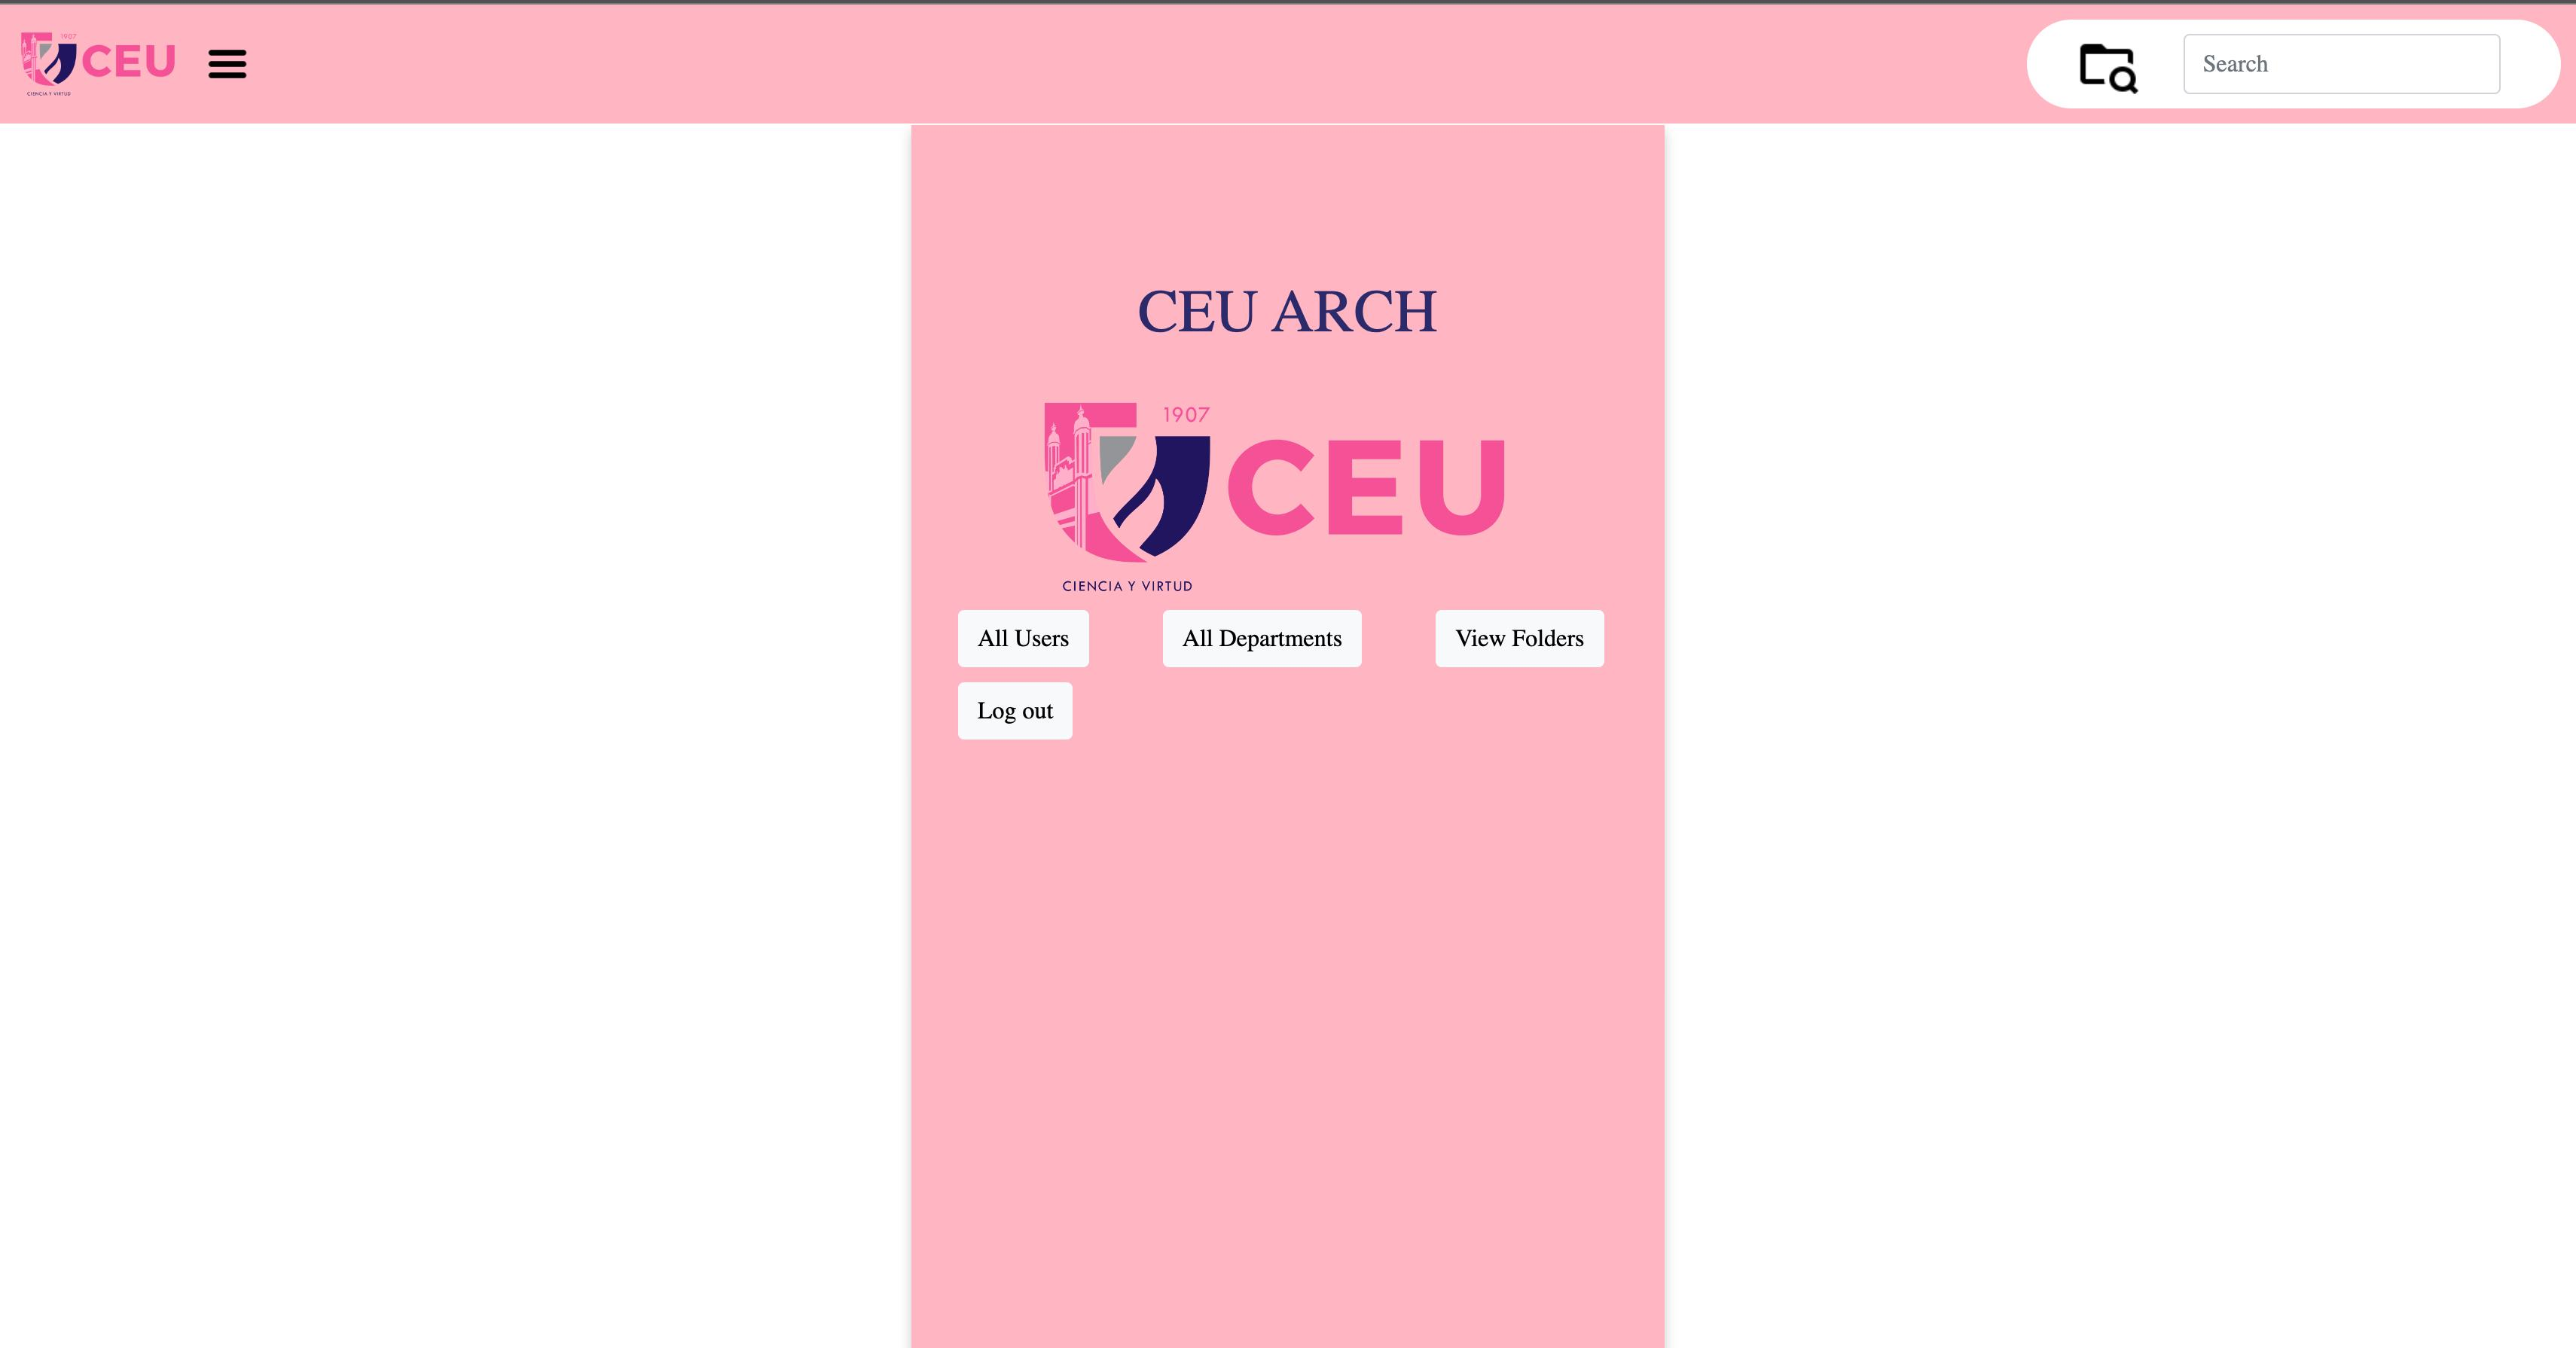 1907
CEU
CIENCIA Y VIRTUD
Search
CEU ARCH
1907
CEU
CIENCIA Y VIRTUD
All Users
All Departments
View Folders
Log out